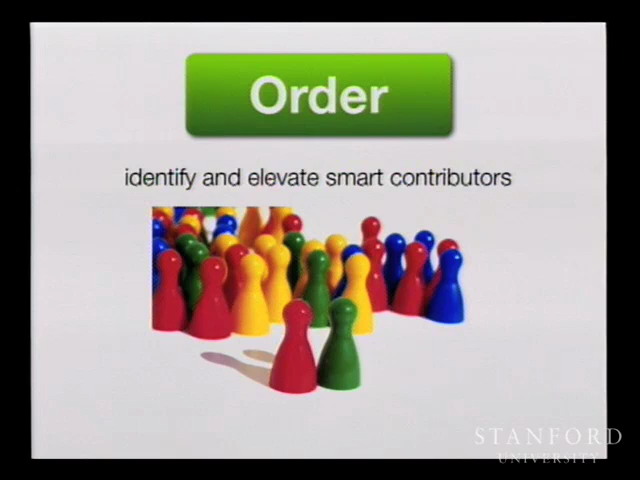 Order
identify and elevate smart contributors
STANFORD
UNIVERSITY